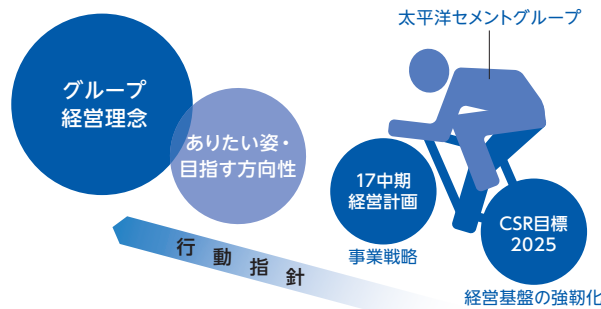 太平洋セメントグループ
グループ
経営理念
ありたい姿・
目指す方向性
17中期
経営計画
事業戦略
CSR目標
2025
経営基盤の強靭化
行動指針